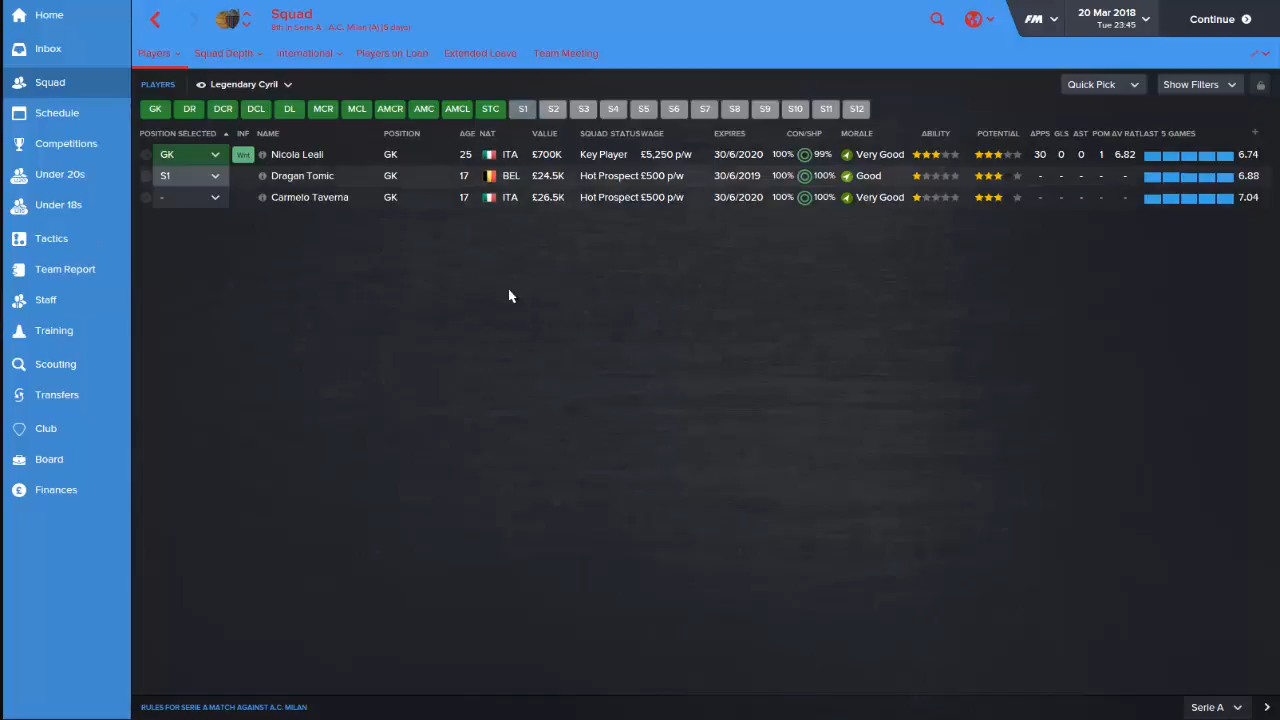 Home
Inbox
Squad
Schedule
Competitions
Under 20s
Under 18s
Tactics
Team Report
Staff
Training
Scouting
Transfers
Club
Board
Finances
Squad
8th in Serie A - A.C. Milan (A) (5 days)
FM
20 Mar 2018
Tue 23:45
Continue
Players Squad Depth International Players on Loan Extended Leave Team Meeting
PLAYERS Legendary Cyril Quick Pick Show Filters
GK DR DCR DCL DL MCR MCL AMCR AMC AMCL STC S1 S2 S3 S4 S5 S6 S7 S8 S9 S10 S11 S12
POSITION SELECTED INF NAME POSITION AGE NAT VALUE SQUAD STATUS WAGE EXPIRES CON/SHP MORALE ABILITY POTENTIAL APPS GLS AST POM AV RAT LAST 5 GAMES
GK Wnt Nicola Leali GK 25 ITA £700K Key Player £5,250 p/w 30/6/2020 100% 99% Very Good 30 0 0 1 6.82 6.74
S1 Dragan Tomic GK 17 BEL £24.5K Hot Prospect £500 p/w 30/6/2019 100% 100% Good - - - - - 6.88
- Carmelo Taverna GK 17 ITA £26.5K Hot Prospect £500 p/w 30/6/2020 100% 100% Very Good - - - - - 7.04
RULES FOR SERIE A MATCH AGAINST A.C. MILAN
Serie A